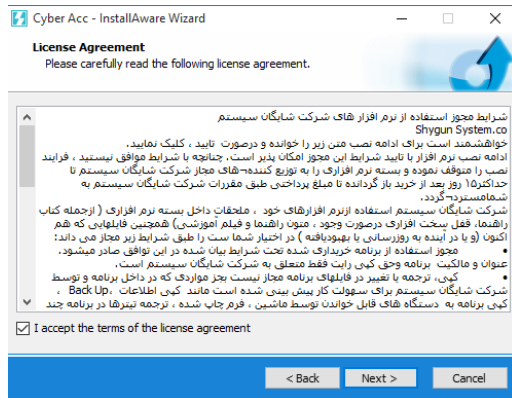 Cyber Acc - InstallAware Wizard
License Agreement
Please carefully read the following license agreement.
شرایط مجوز استفاده از نرم افزار های شرکت شایگان سیستم
Shygun System.co
خواهشمند است برای ادامه نصب متن زیر را خوانده و درصورت تایید ، کلیک نمایید.
ادامه نصب نرم افزار با تایید شرایط این مجوز امکان پذیر است. چنانچه با شرایط موافق نیستید ، فرایند
نصب را متوقف نموده و بسته نرم افزاری را به توزیع کننده¬های مجاز شرکت شایگان سیستم تا
حداکثر۱۵ روز بعد از خرید باز گردانده تا مبلغ پرداختی طبق مقررات شرکت شایگان سیستم به
شمامسترد¬گردد.
شرکت شایگان سیستم استفاده ازنرم افزارهای خود ، ملحقات داخل بسته نرم افزاری ( ازجمله کتاب
راهنما، قفل سخت افزاری درصورت وجود ، متون راهنما و فیلم آموزشی) همچنین فایلهایی که هم
اکنون (و یا در آینده به روزرسانی یا بهبودیافته ) در اختیار شما ست را طبق شرایط زیر مجاز می داند:
• مجوز استفاده از برنامه خریداری شده تحت شرایط بیان شده در این توافق صادر میشود.
عنوان و مالکیت برنامه وحق کپی رایت فقط متعلق به شرکت شایگان سیستم است.
• کپی، ترجمه یا تغییر در فایلهای برنامه مجاز نیست بجز مواردی که در داخل برنامه و توسط
شرکت شایگان سیستم برای سهولت کار پیش بینی شده است مانند کپی اطلاعات ،Back Up ،
کپی برنامه به دستگاه های قابل خواندن توسط ماشین ، فرم چاپ شده ، ترجمه تیترها در برنامه چند
I accept the terms of the license agreement
< Back Next > Cancel